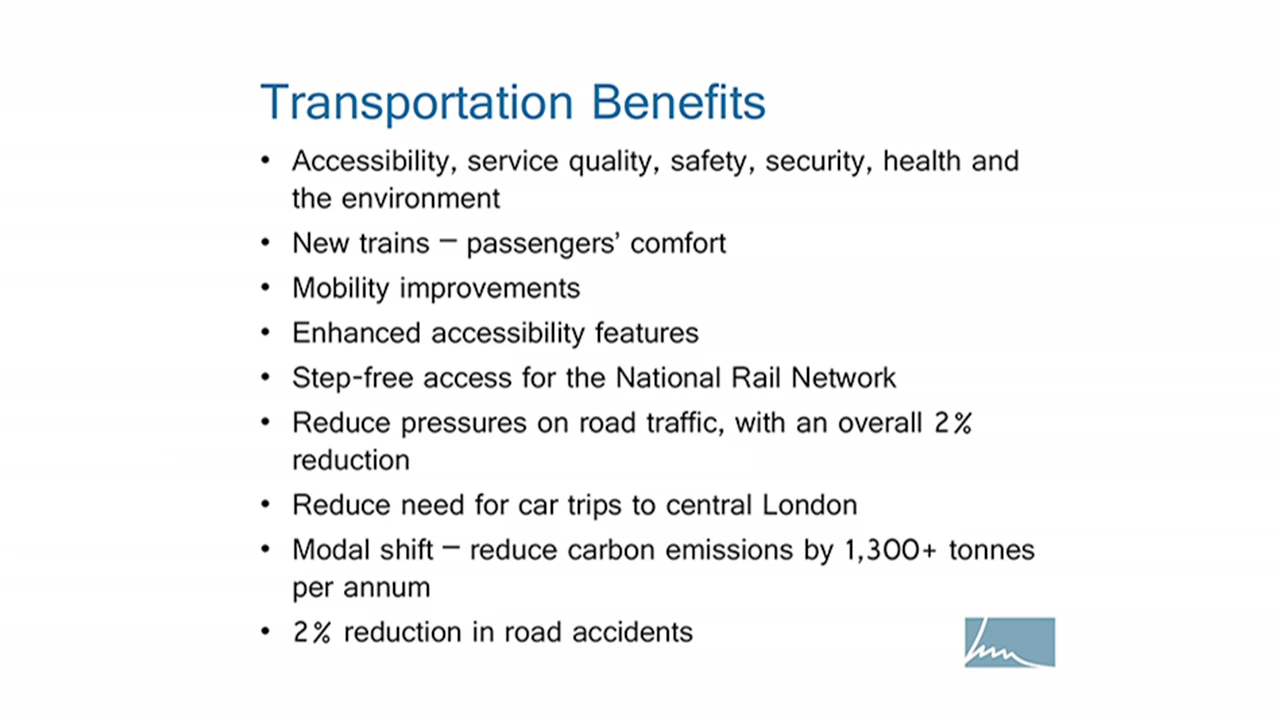 Transportation Benefits
• Accessibility, service quality, safety, security, health and
the environment
• New trains – passengers’ comfort
• Mobility improvements
• Enhanced accessibility features
• Step-free access for the National Rail Network
• Reduce pressures on road traffic, with an overall 2%
reduction
• Reduce need for car trips to central London
• Modal shift – reduce carbon emissions by 1,300+ tonnes
per annum
• 2% reduction in road accidents